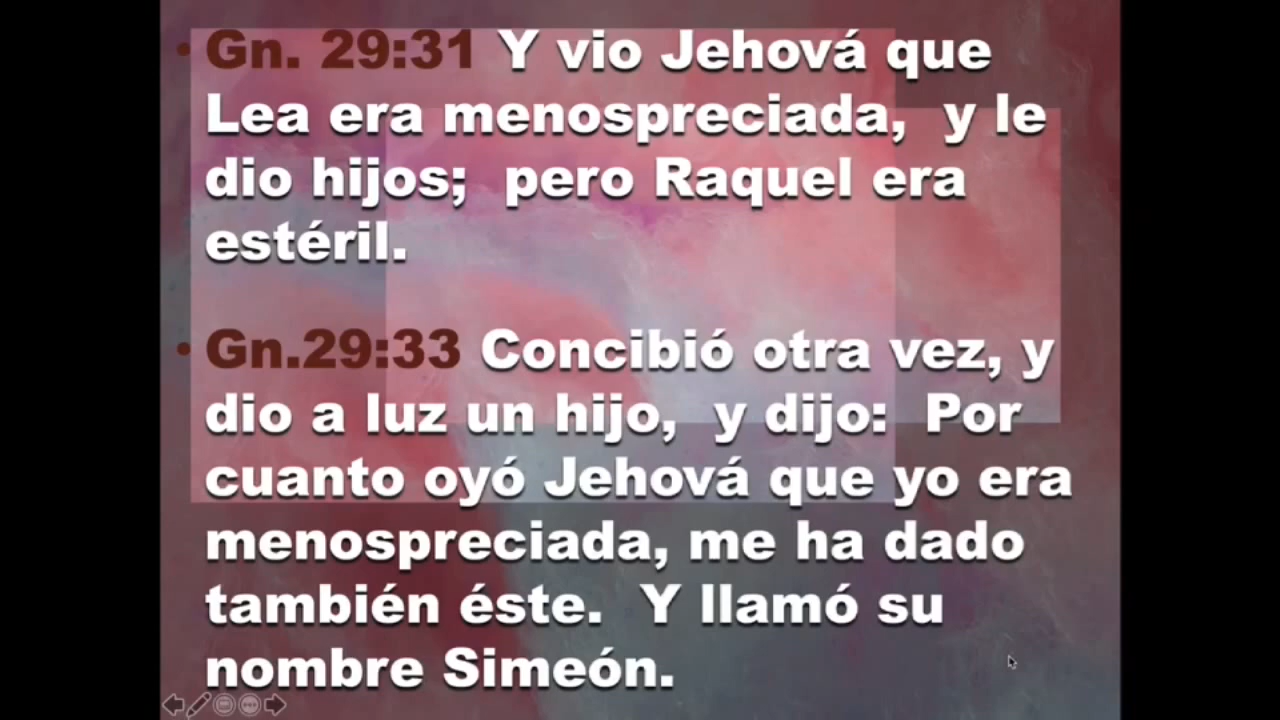 • Gn. 29:31 Y vio Jehová que
Lea era menospreciada, y le
dio hijos; pero Raquel era
estéril.
• Gn.29:33 Concibió otra vez, y
dio a luz un hijo, y dijo: Por
cuanto oyó Jehová que yo era
menospreciada, me ha dado
también éste. Y llamó su
nombre Simeón.